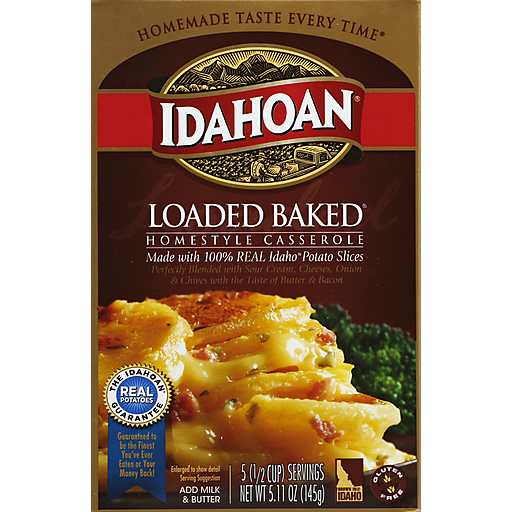 HOMEMADE TASTE EVERY TIME®
IDAHOAN®
LOADED BAKED®
HOMESTYLE CASSEROLE
Made with 100% REAL Idaho® Potato Slices
Perfectly Blended with Sour Cream, Cheeses, Onion
& Chives with the Taste of Butter & Bacon
THE IDAHOAN®
REAL
POTATOES
GUARANTEE
Guaranteed to
be the Finest
You've Ever
Eaten or Your
Money Back!
Enlarged to show detail
Serving Suggestion
ADD MILK
& BUTTER
5 (1/2 CUP) SERVINGS
NET WT 5.11 OZ (145g)
GROWN IN
IDAHO
GLUTEN
FREE